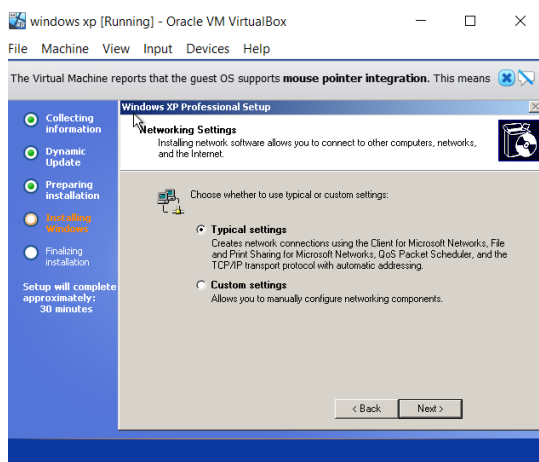 windows xp [Running] - Oracle VM VirtualBox
File Machine View Input Devices Help
The Virtual Machine reports that the guest OS supports mouse pointer integration. This means
Windows XP Professional Setup
Networking Settings
Installing network software allows you to connect to other computers, networks,
and the Internet.
Collecting
information
Dynamic
Update
Preparing
installation
Installing
Windows
Finalizing
installation
Setup will complete
approximately:
30 minutes
Choose whether to use typical or custom settings:
Typical settings
Creates network connections using the Client for Microsoft Networks, File
and Print Sharing for Microsoft Networks, QoS Packet Scheduler, and the
TCP/IP transport protocol with automatic addressing.
Custom settings
Allows you to manually configure networking components.
< Back Next >